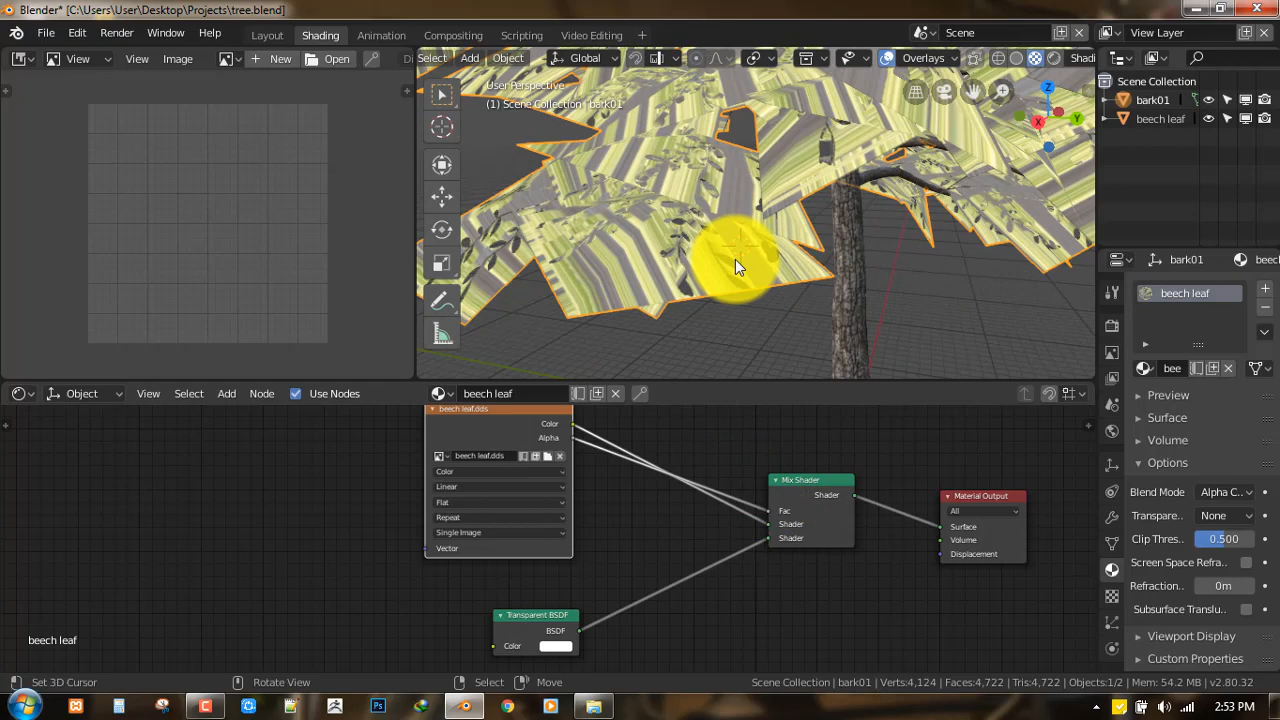 Blender* [C:\Users\User\Desktop\Projects\tree.blend]
File Edit Render Window Help Layout Shading Animation Compositing Scripting Video Editing + Scene View Layer
View View Image + New Open Select Add Object Global Overlays Shadi
User Perspective
(1) Scene Collection | bark01
Scene Collection
bark01
beech leaf
Z
X Y
bark01 beech
beech leaf
bee
Object View Select Add Node Use Nodes beech leaf
Preview
Surface
Volume
Options
Blend Mode Alpha C..
Transpare.. None
Clip Thres.. 0.500
Screen Space Refra..
Refraction.. 0m
Subsurface Translu..
Viewport Display
Custom Properties
beech leaf.dds
Color
Alpha
beech leaf.dds
Color
Linear
Flat
Repeat
Single Image
Vector
Mix Shader
Shader
Fac
Shader
Shader
Material Output
All
Surface
Volume
Displacement
Transparent BSDF
BSDF
Color
beech leaf
Set 3D Cursor Rotate View Select Move Scene Collection | bark01 | Verts:4,124 | Faces:4,722 | Tris:4,722 | Objects:1/2 | Mem: 54.2 MB | v2.80.32
Ps 2:53 PM